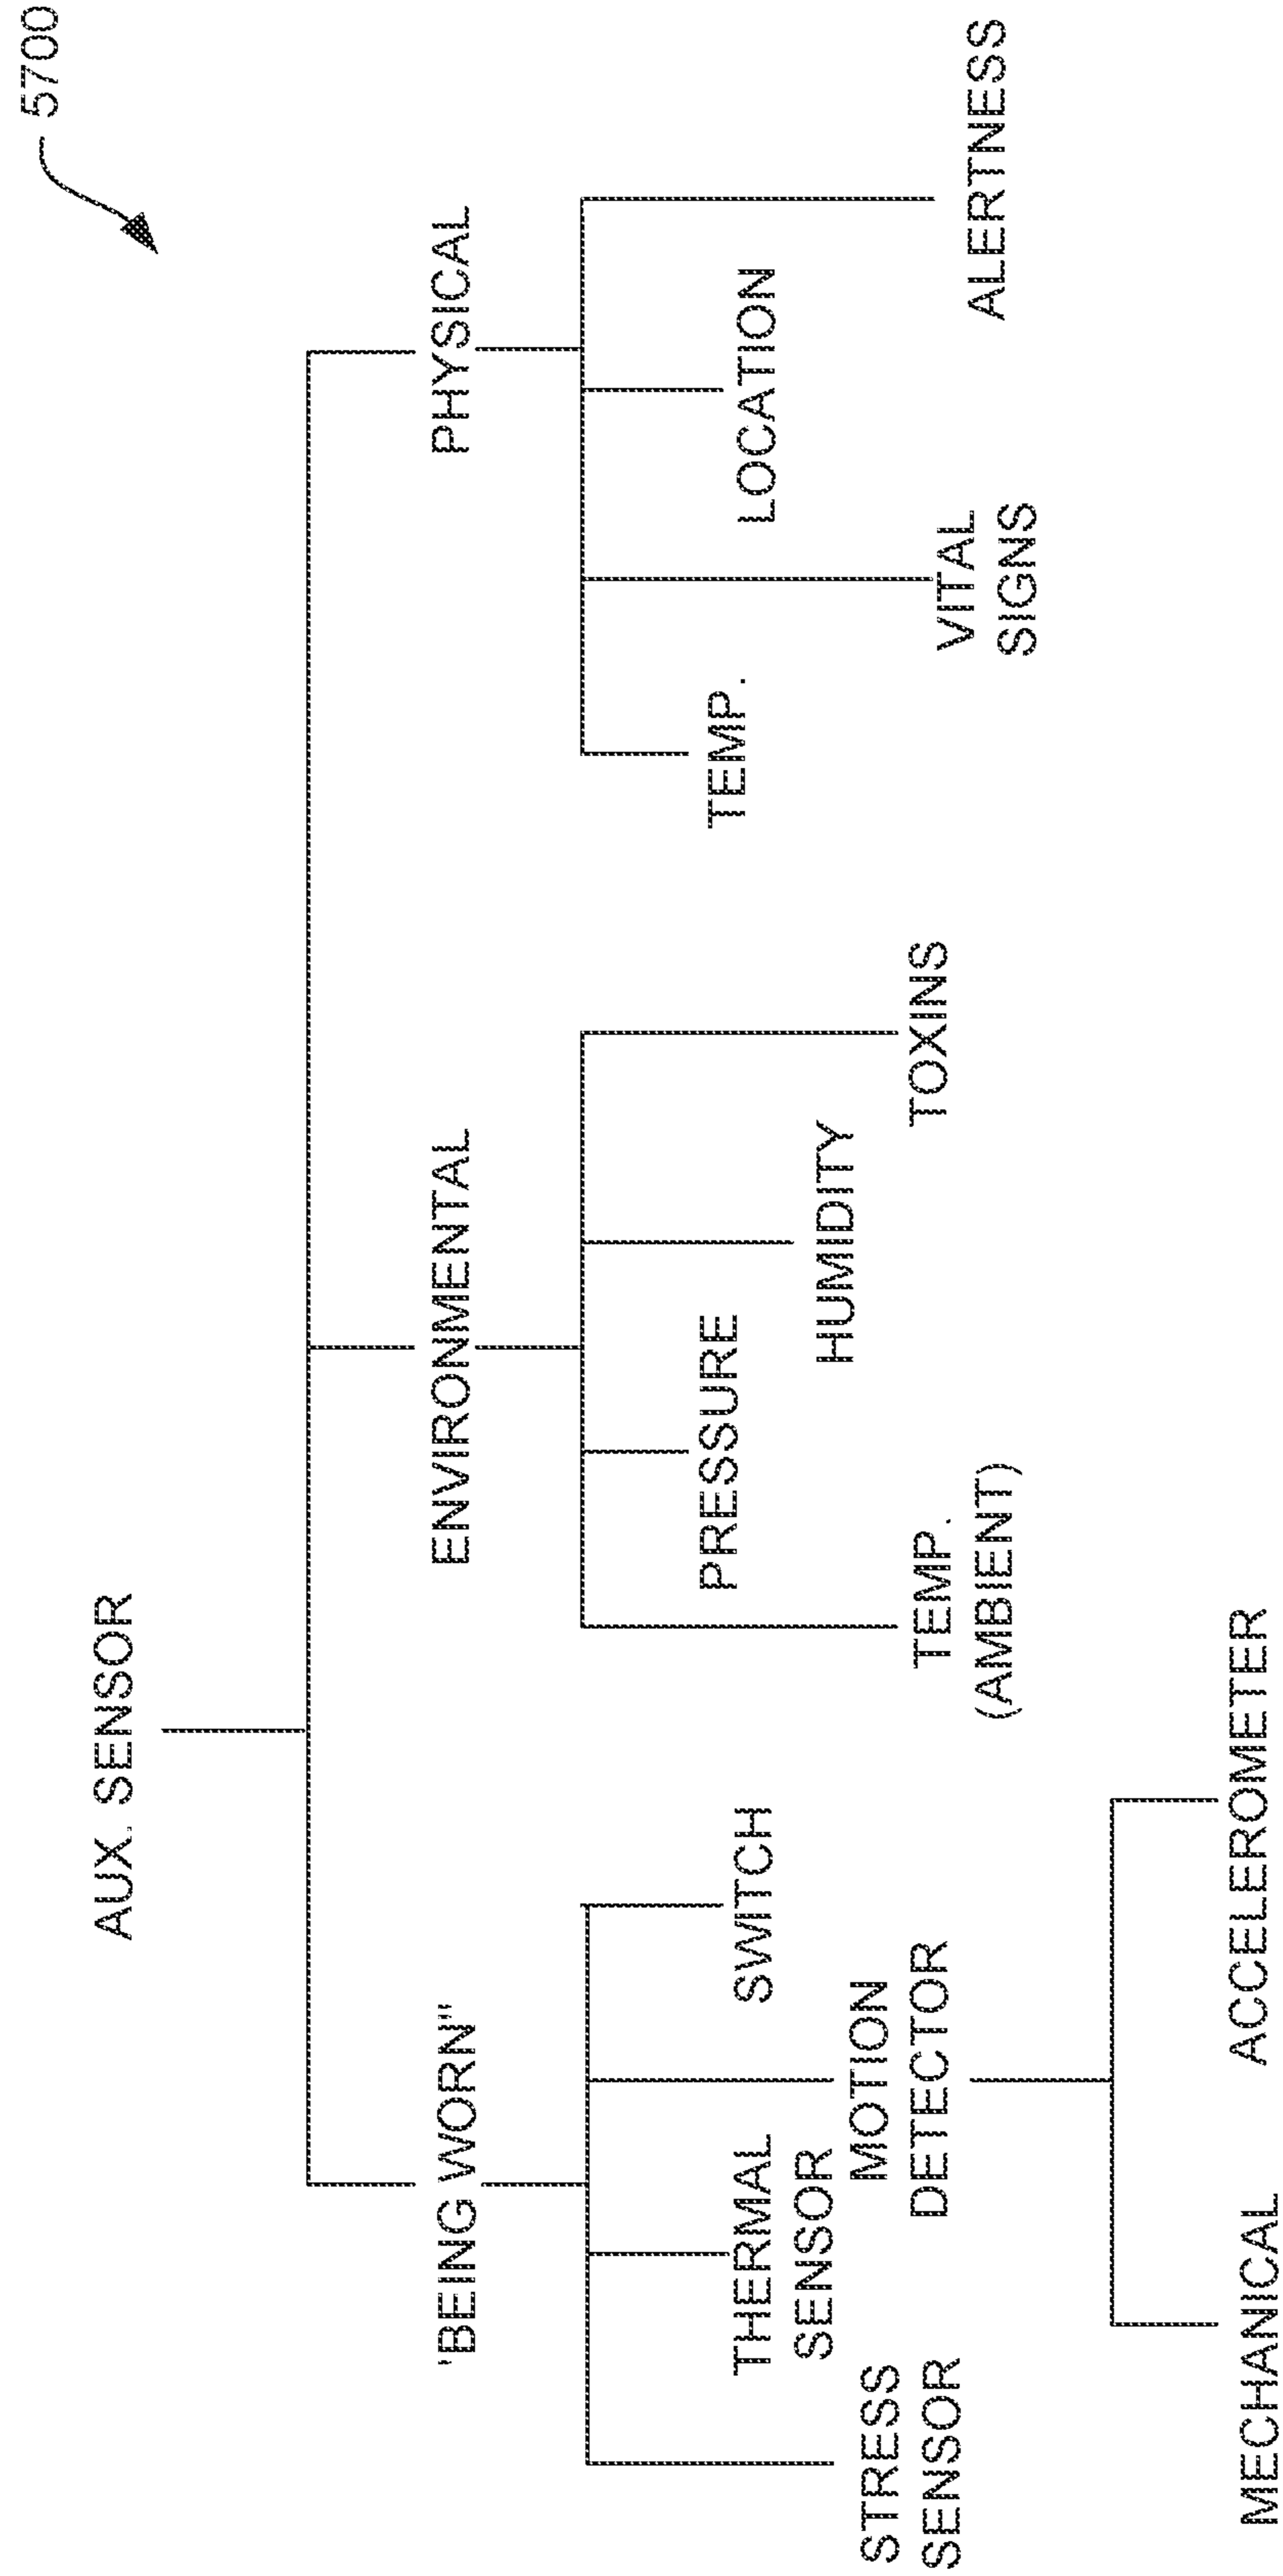 5700
AUX. SENSOR
'BEING WORN"
ENVIRONMENTAL
PHYSICAL
STRESS
SENSOR
THERMAL
SENSOR
MOTION
DETECTOR
SWITCH
MECHANICAL
ACCELEROMETER
TEMP.
(AMBIENT)
PRESSURE
HUMIDITY
TOXINS
TEMP.
VITAL
SIGNS
LOCATION
ALERTNESS